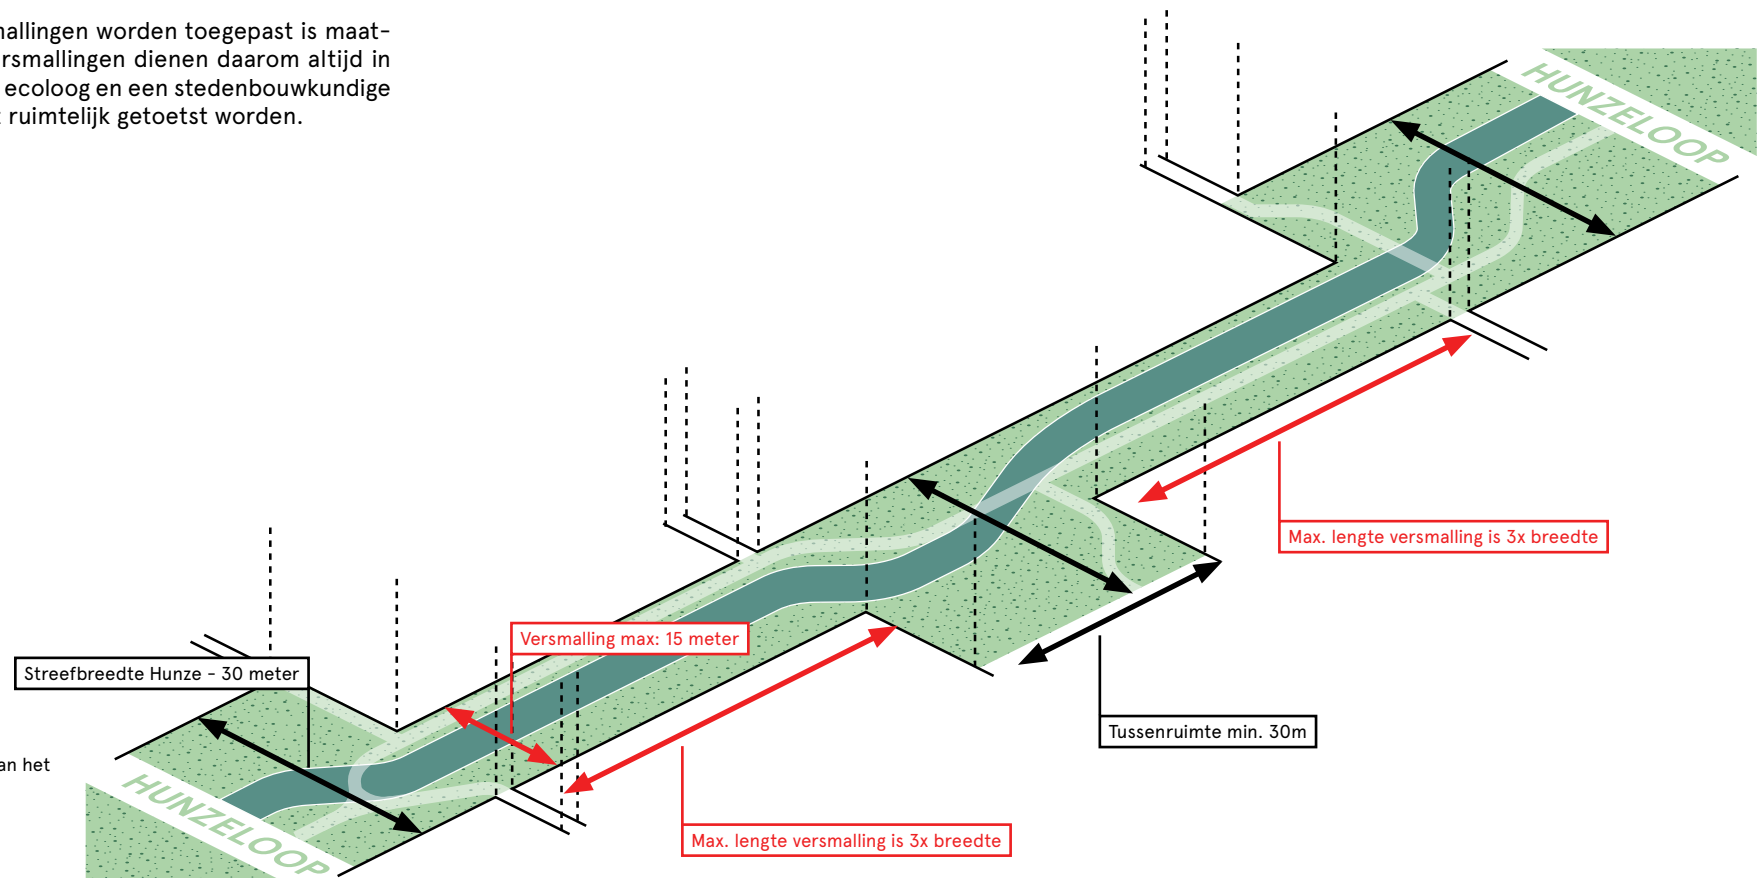 mallingen worden toegepast is maat-
ersmallingen dienen daarom altijd in
ecoloog en een stedenbouwkundige
t ruimtelijk getoetst worden.
HUNZELOOP
Max. lengte versmalling is 3x breedte
Versmalling max: 15 meter
Streefbreedte Hunze - 30 meter
Tussenruimte min. 30m
an het
HUNZELOOP
Max. lengte versmalling is 3x breedte